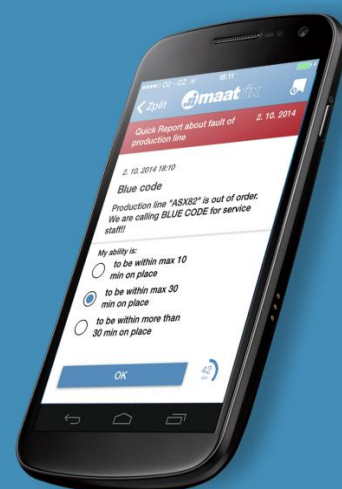 O2 - CZ
16:11
Zpět
maatrix
Quick Report about fault of
production line
2. 10. 2014
2. 10. 2014 18:10
Blue code
Production line "ASX82" is out of order.
We are calling BLUE CODE for service
staff!!
My ability is:
to be within max 10
min on place
to be within max 30
min on place
to be within more than
30 min on place
OK
42